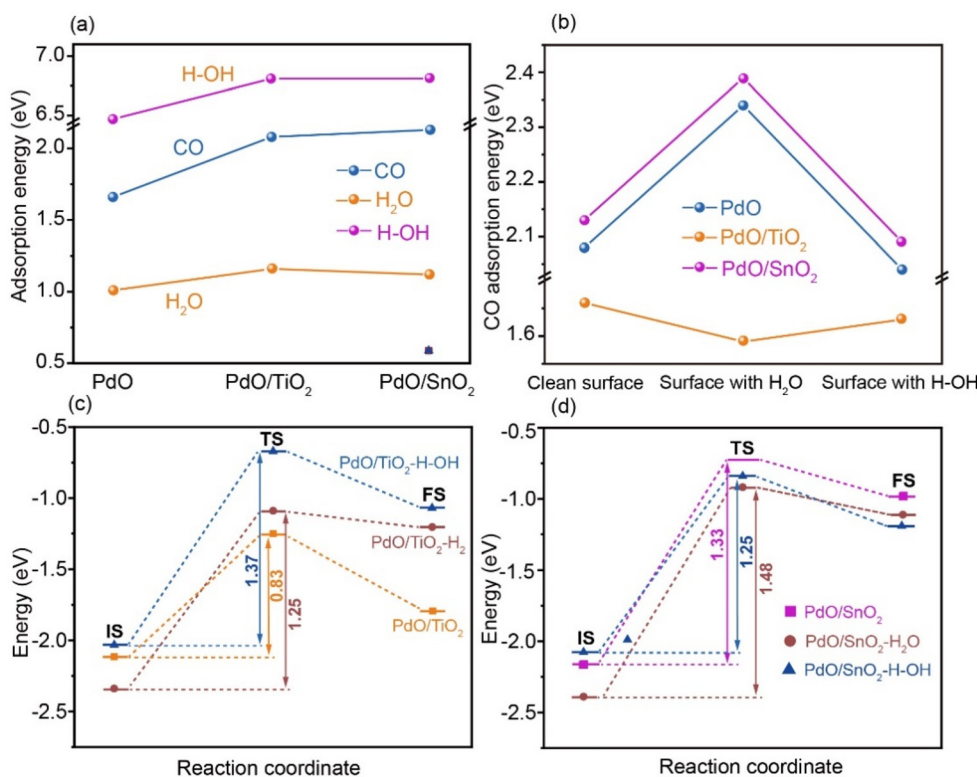 (a)
7.0
6.5
2.0
1.5
1.0
0.5
Adsorption energy (eV)
H-OH
CO
H₂O
CO
H₂O
H-OH
PdO
PdO/TiO₂
PdO/SnO₂
(b)
2.4
2.3
2.2
2.1
1.6
CO adsorption energy (eV)
PdO
PdO/TiO₂
PdO/SnO₂
Clean surface
Surface with H₂O
Surface with H-OH
(c)
-0.5
-1.0
-1.5
-2.0
-2.5
Energy (eV)
TS
PdO/TiO₂-H-OH
FS
PdO/TiO₂-H₂
PdO/TiO₂
IS
1.37
0.83
1.25
Reaction coordinate
(d)
-0.5
-1.0
-1.5
-2.0
-2.5
Energy (eV)
TS
FS
IS
1.33
1.25
1.48
PdO/SnO₂
PdO/SnO₂-H₂O
PdO/SnO₂-H-OH
Reaction coordinate